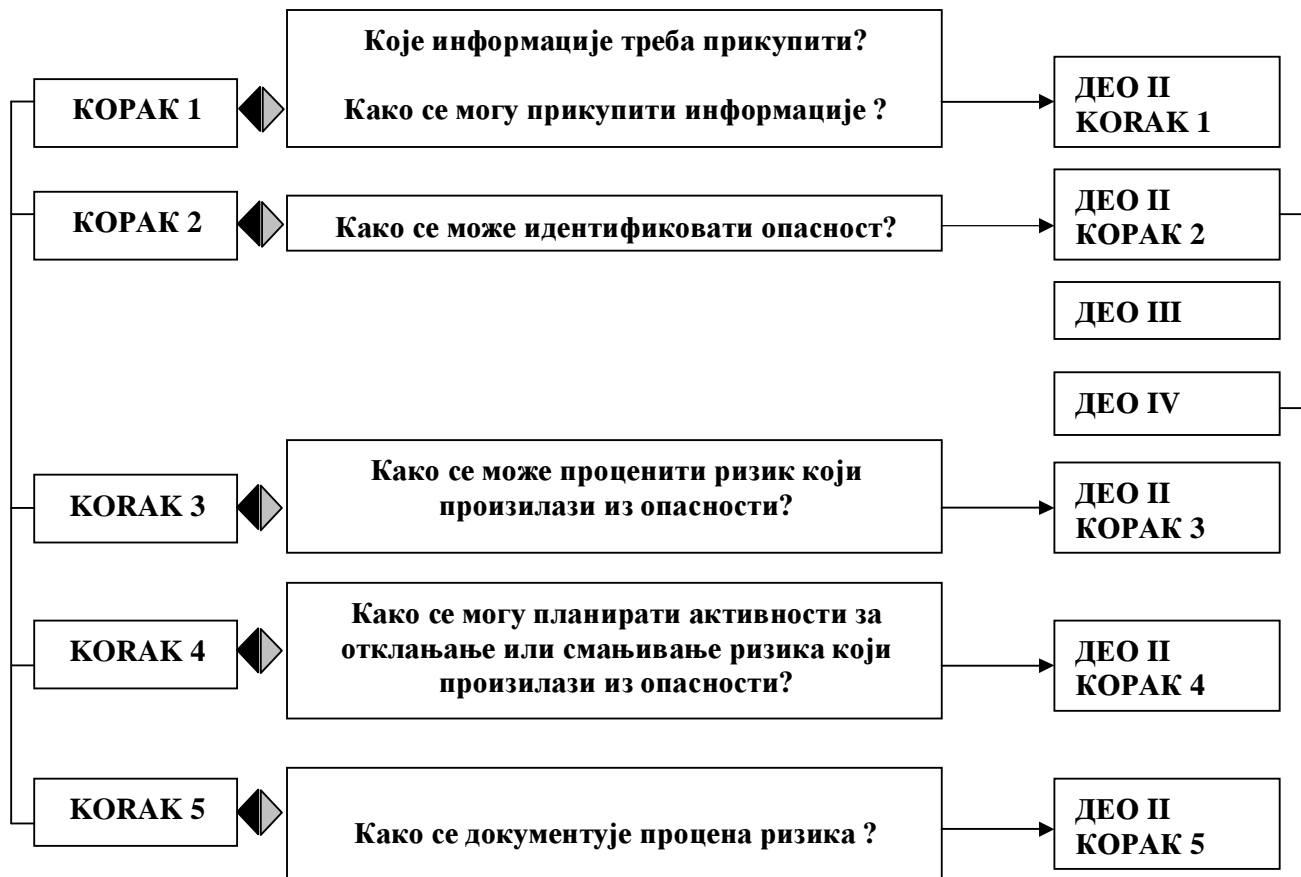 КОРАК 1
Које информације треба прикупити?
Како се могу прикупити информације ?
ДЕО II
KORAK 1
КОРАК 2
Како се може идентификовати опасност?
ДЕО II
КОРАК 2
ДЕО III
ДЕО IV
KORAK 3
Како се може проценити ризик који
произилази из опасности?
ДЕО II
КОРАК 3
KORAK 4
Како се могу планирати активности за
отклањање или смањивање ризика који
произилази из опасности?
ДЕО II
КОРАК 4
KORAK 5
Како се документује процена ризика ?
ДЕО II
КОРАК 5